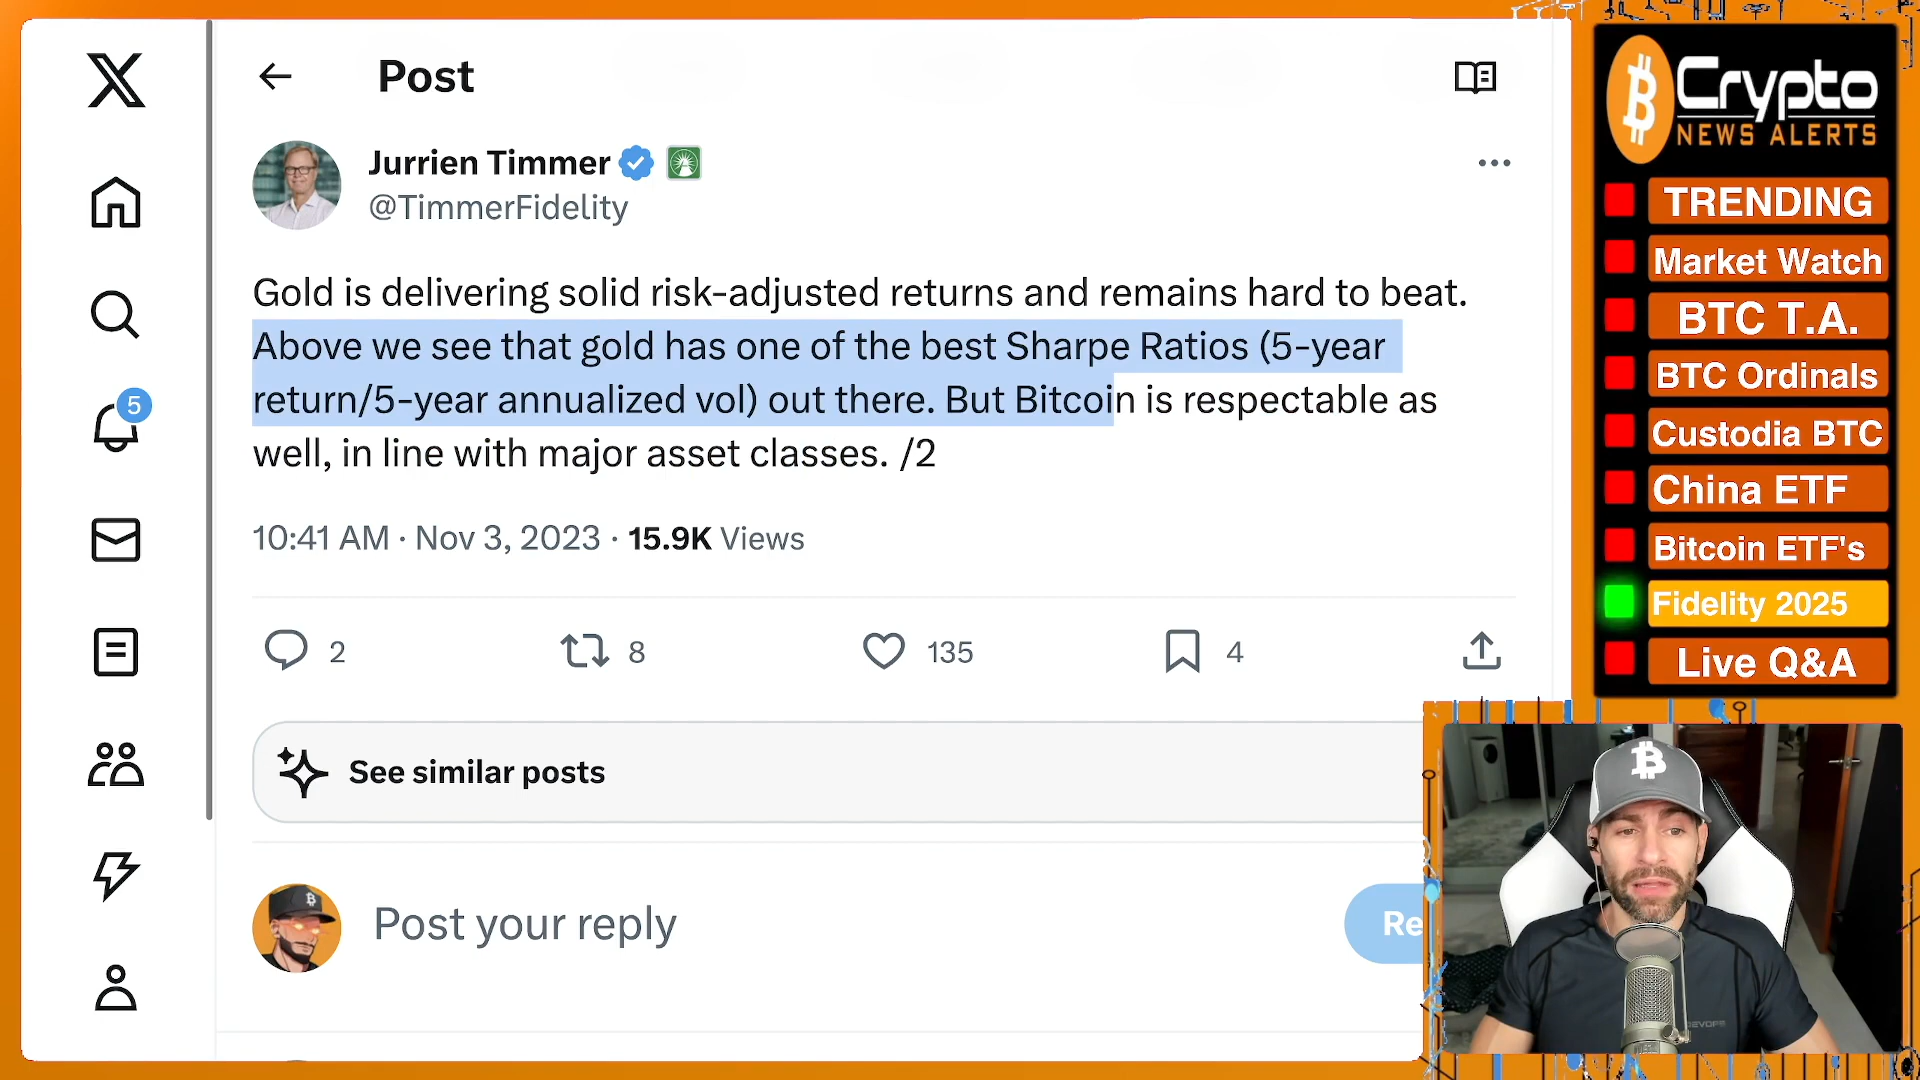 Post
Jurrien Timmer
@TimmerFidelity
Gold is delivering solid risk-adjusted returns and remains hard to beat.
Above we see that gold has one of the best Sharpe Ratios (5-year
return/5-year annualized vol) out there. But Bitcoin is respectable as
well, in line with major asset classes. /2
10:41 AM · Nov 3, 2023 · 15.9K Views
2
8
135
4
See similar posts
Post your reply
Re
5
Crypto
NEWS ALERTS
TRENDING
Market Watch
BTC T.A.
BTC Ordinals
Custodia BTC
China ETF
Bitcoin ETF's
Fidelity 2025
Live Q&A